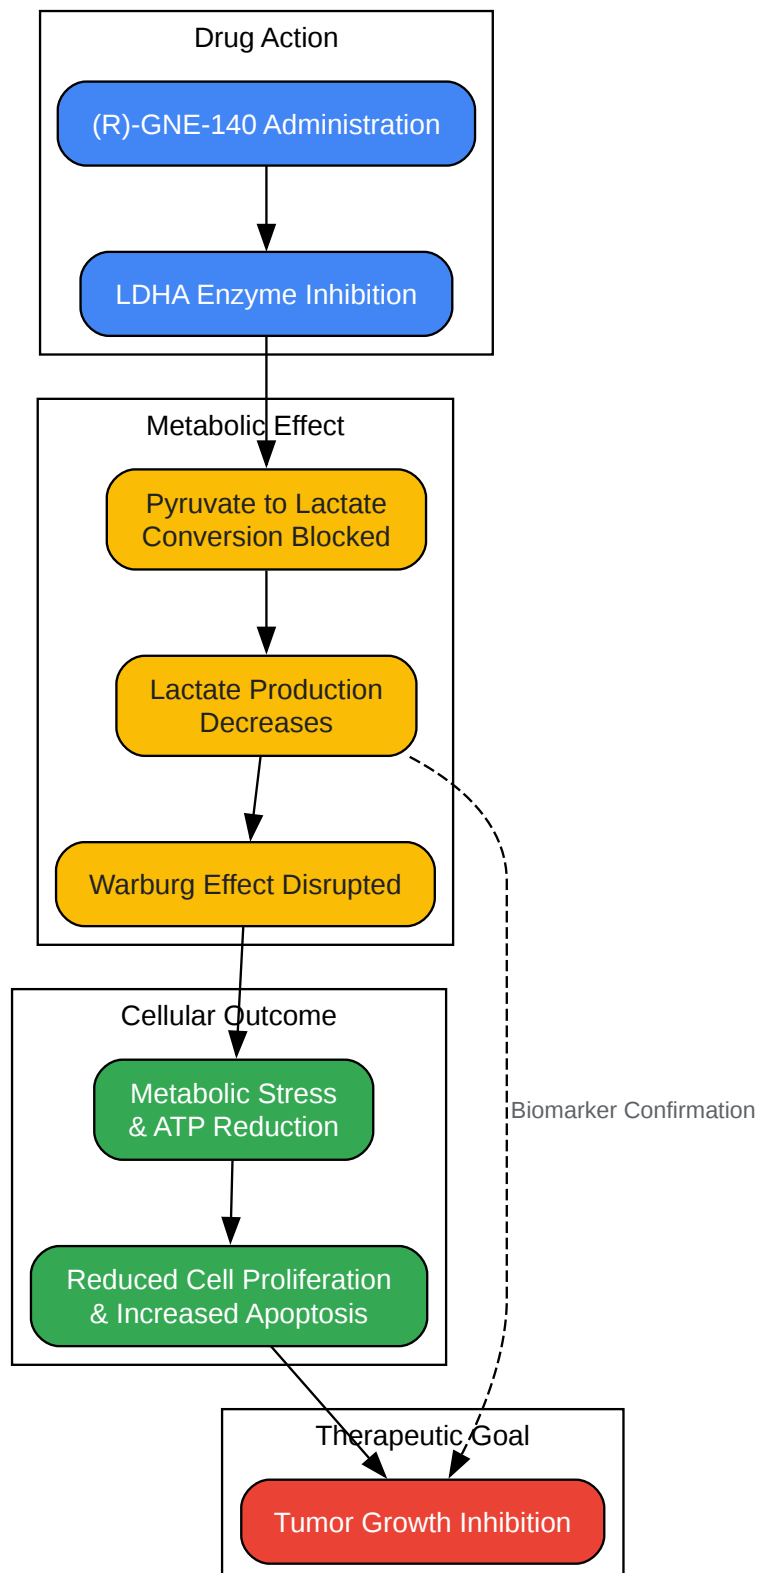 Drug Action
(R)-GNE-140 Administration
LDHA Enzyme Inhibition
Metabolic Effect
Pyruvate to Lactate
Conversion Blocked
Lactate Production
Decreases
Warburg Effect Disrupted
Cellular Outcome
Metabolic Stress
& ATP Reduction
Biomarker Confirmation
Reduced Cell Proliferation
& Increased Apoptosis
Therapeutic Goal
Tumor Growth Inhibition